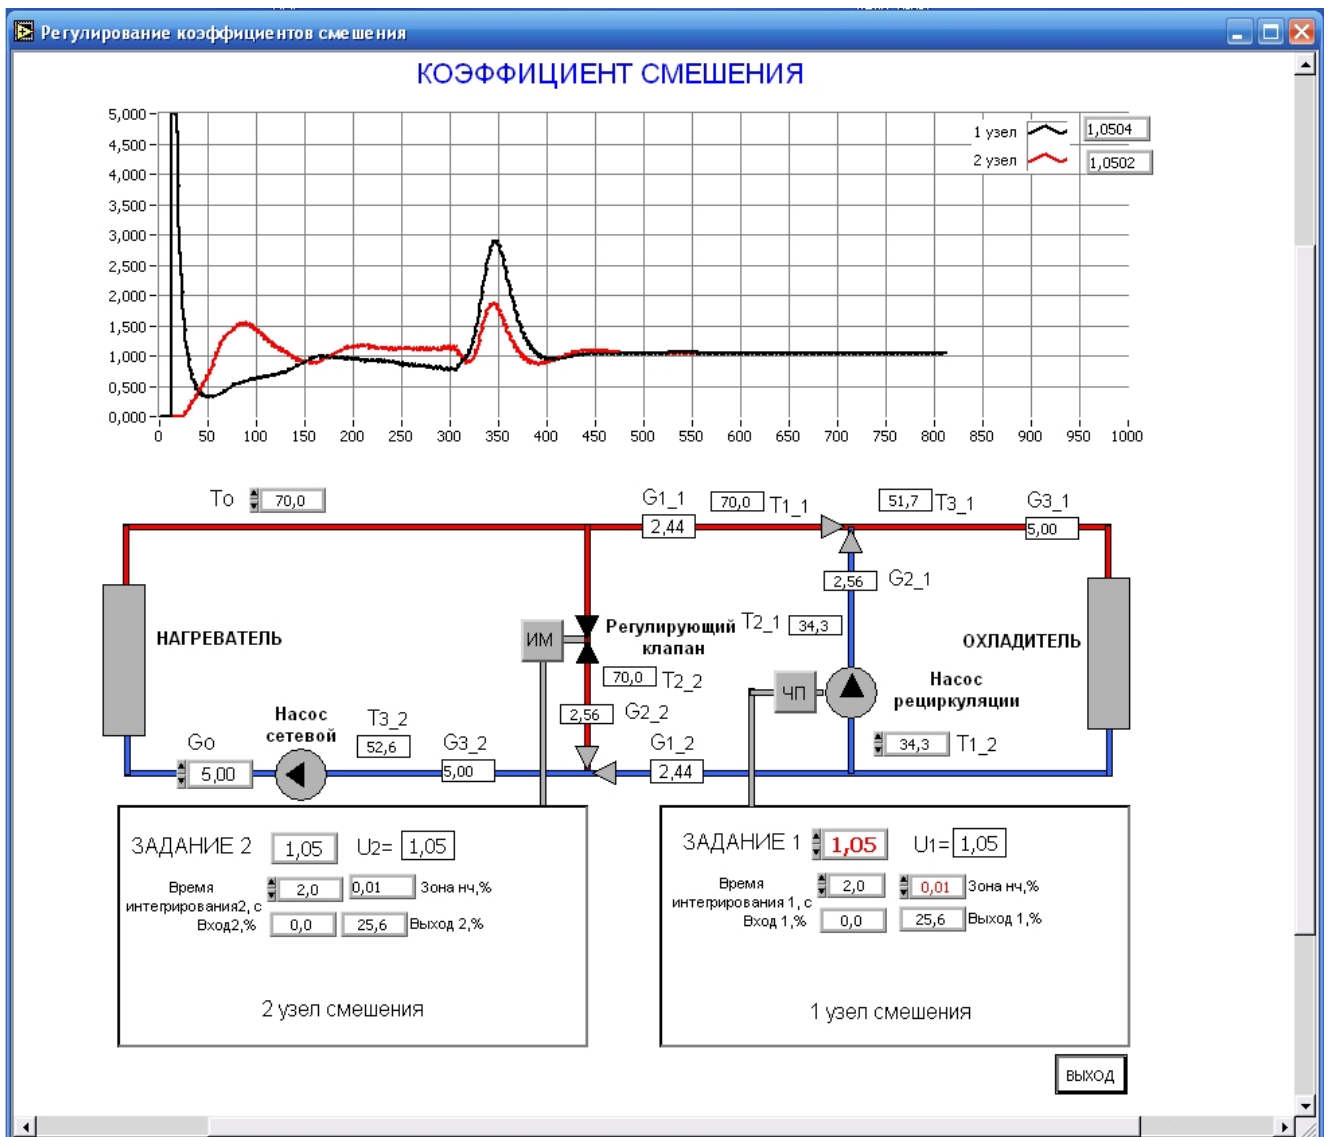 Регулирование коэффициентов смешения
КОЭФФИЦИЕНТ СМЕШЕНИЯ
5,000
4,500
4,000
3,500
3,000
2,500
2,000
1,500
1,000
0,500
0,000
0 50 100 150 200 250 300 350 400 450 500 550 600 650 700 750 800 850 900 950 1000
1 узел 1,0504
2 узел 1,0502
To 70,0
G1_1 70,0 T1_1 51,7 T3_1 G3_1
2,44 5,00
2,56 G2_1
НАГРЕВАТЕЛЬ
ИМ
Регулирующий
клапан
T2_1 34,3
ОХЛАДИТЕЛЬ
70,0 T2_2
ЧП
Насос
рециркуляции
2,56 G2_2
Насос
сетевой
T3_2
52,6
Go
5,00
G3_2
5,00
G1_2
2,44
34,3 T1_2
ЗАДАНИЕ 2 1,05 U2= 1,05
Время
интегрирования2, с
2,0 0,01 Зона нч,%
Вход2,% 0,0 25,6 Выход 2,%
2 узел смешения
ЗАДАНИЕ 1 1,05 U1= 1,05
Время
интегрирования 1, с
2,0 0,01 Зона нч,%
Вход 1,% 0,0 25,6 Выход 1,%
1 узел смешения
ВЫХОД